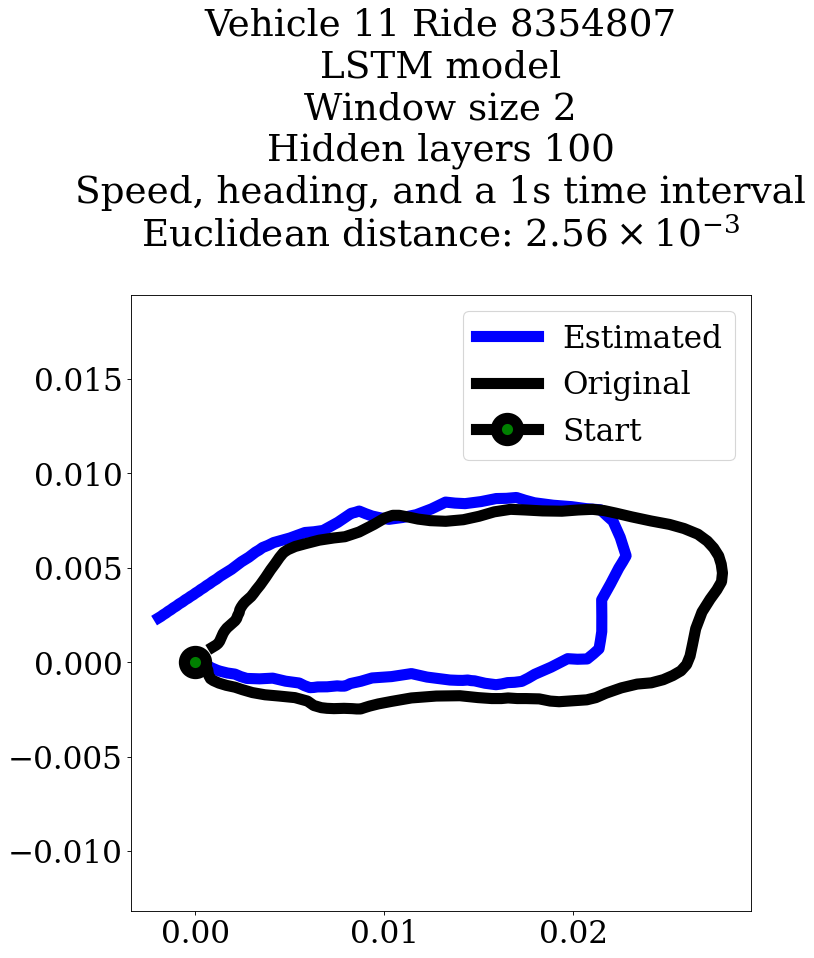 Vehicle 11 Ride 8354807
LSTM model
Window size 2
Hidden layers 100
Speed, heading, and a 1s time interval
Euclidean distance: 2.56 × 10⁻³
Estimated
Original
Start
0.015
0.010
0.005
0.000
−0.005
−0.010
0.00 0.01 0.02